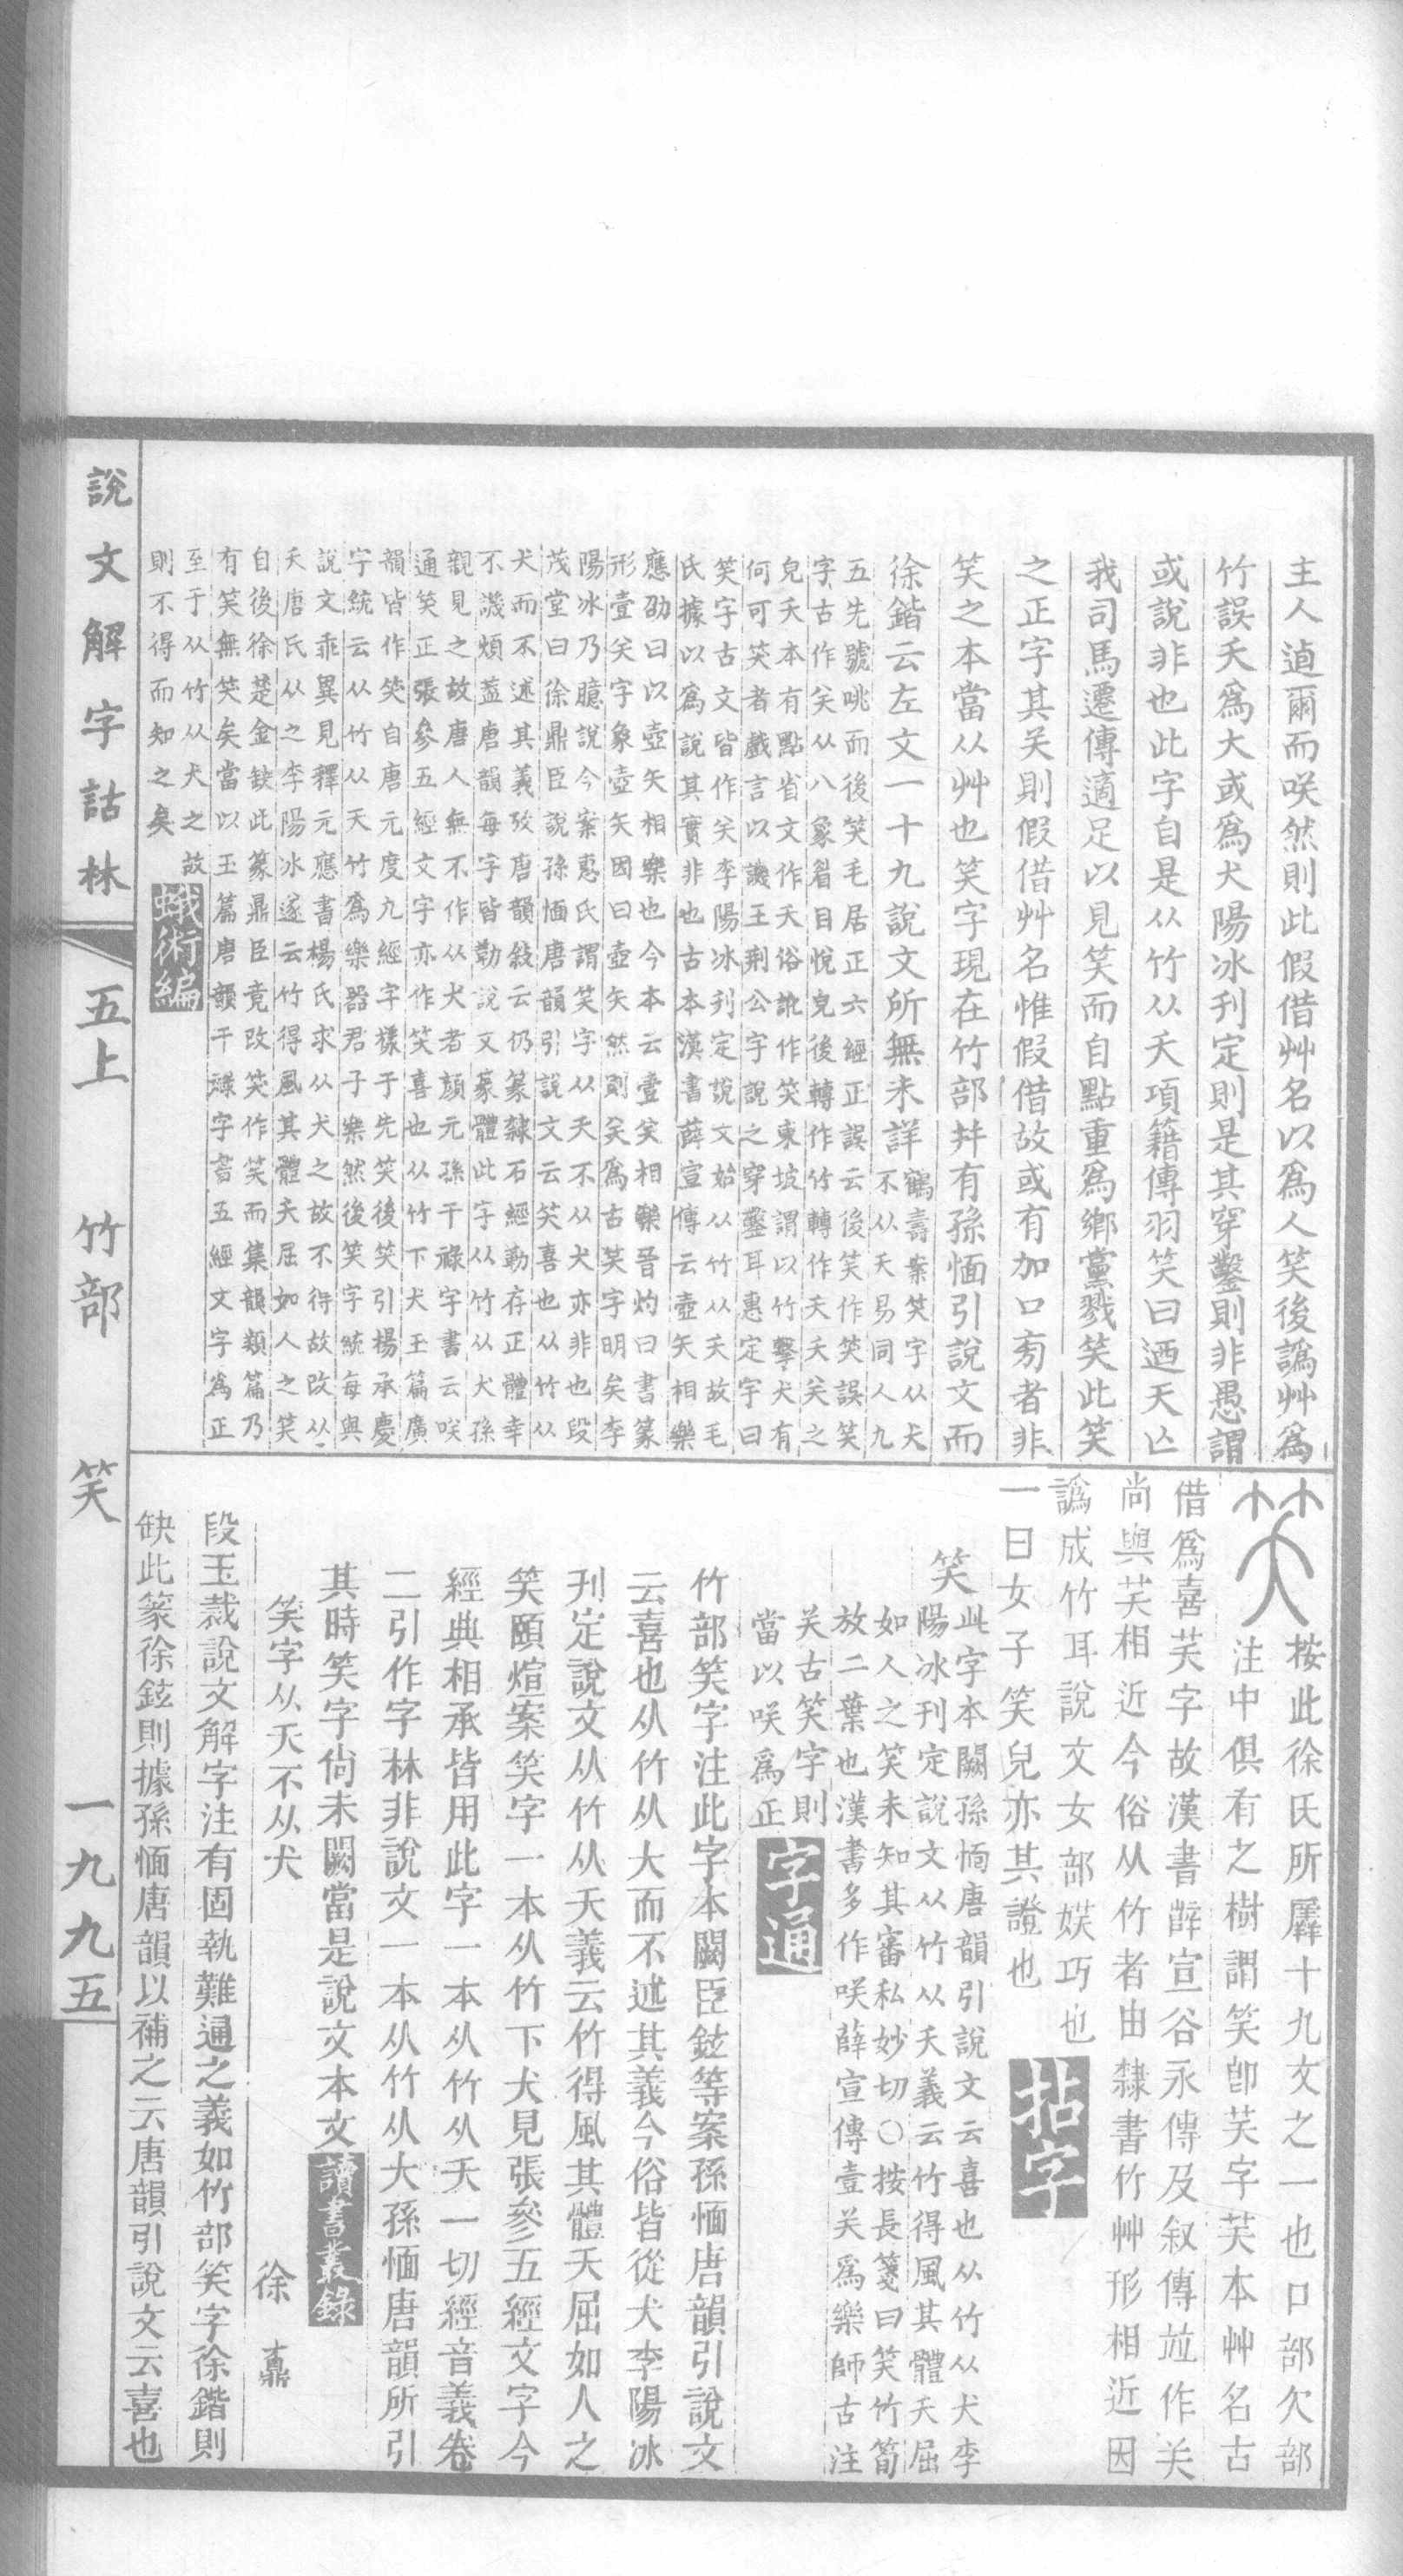 主人逌爾而咲然則此假借艸名以爲人笑後譌艸爲
竹誤夭爲大或爲犬陽冰刊定則是其穿鑿則非愚謂
或說非也此字自是从竹从夭項籍傳羽笑曰迺天亡
我司馬遷傳適足以見笑而自點重爲鄉黨戮笑此笑
之正字其关則假借艸名惟假借故或有加口旁者非
笑之本當从艸也笑字現在竹部幷有孫愐引說文而
徐鍇云左文一十九說文所無未詳
鶴壽案笑字从犬
不从夭易同人九
五先號咷而後笑毛居正六經正誤云後笑作笶誤笑
字古作关从八象眉目悅皃後轉作竹轉作夭夭关之
皃夭本有點省文作天俗訛作笑東坡謂以竹擊犬有
何可笑者戲言以譏王荆公字說之穿鑿耳惠定宇曰
笑字古文皆作关李陽冰刊定說文始从竹从夭故毛
氏據以爲說其實非也古本漢書薛宣傳云壺矢相樂
應劭曰以壺矢相樂也今本云壹关相樂晉灼曰書篆
形壹关字象壺矢因曰壺矢然則关爲古笑字明矣李
陽冰乃臆說今案惠氏謂笑字从夭不从犬亦非也段
茂堂曰徐鼎臣說孫愐唐韻引說文云笑喜也从竹从
犬而不述其義攷唐韻敍云仍篆隸石經勒存正體幸
不譏煩蓋唐韻每字皆勒說文篆體此字从竹从犬孫
親見之故唐人無不作从犬者顏元孫干祿字書云咲
通笑正張參五經文字亦作笑喜也从竹下犬玉篇廣
韻皆作笑自唐元度九經字樣于先笑後笑引楊承慶
字統云从竹从夭竹爲樂器君子樂然後笑字統每與
說文乖異見釋元應書楊氏求从犬之故不得故改从
夭唐氏从之李陽冰遂云竹得風其體夭屈如人之笑
自後徐楚金缺此篆鼎臣竟改笑作笑而集韻類篇乃
有笑無笑矣當以玉篇唐韻干祿字書五經文字爲正
至于从竹从犬之故
則不得而知之矣
蛾術編
笑
按此徐氏所羼十九文之一也口部欠部
注中俱有之樹謂笑卽芺字芺本艸名古
借爲喜芺字故漢書薛宣谷永傳及叙傳竝作关
尚與芺相近今俗从竹者由隸書竹艸形相近因
譌成竹耳說文女部娱巧也
一曰女子笑皃亦其證也
拈字
笑
此字本闕孫愐唐韻引說文云喜也从竹从犬李
陽冰刊定說文从竹从夭義云竹得風其體夭屈
如人之笑未知其審私妙切○按長箋曰笑竹筍
放二葉也漢書多作咲薛宣傳壹关爲樂師古注
关古笑字則
當以咲爲正
字通
竹部笑字注此字本闕臣鉉等案孫愐唐韻引說文
云喜也从竹从犬而不述其義今俗皆從犬李陽冰
刊定說文从竹从夭義云竹得風其體夭屈如人之
笑頤煊案笑字一本从竹下犬見張參五經文字今
經典相承皆用此字一本从竹从夭一切經音義卷
二引作字林非說文一本从竹从大孫愐唐韻所引
其時笑字尙未闕當是說文本文
讀書叢錄
笑字从夭不从犬
徐鼒
段玉裁說文解字注有固執難通之義如竹部笑字徐鍇則
缺此篆徐鉉則據孫愐唐韻以補之云唐韻引說文云喜也
說文解字詁林
五上
竹部
笑
一九九五